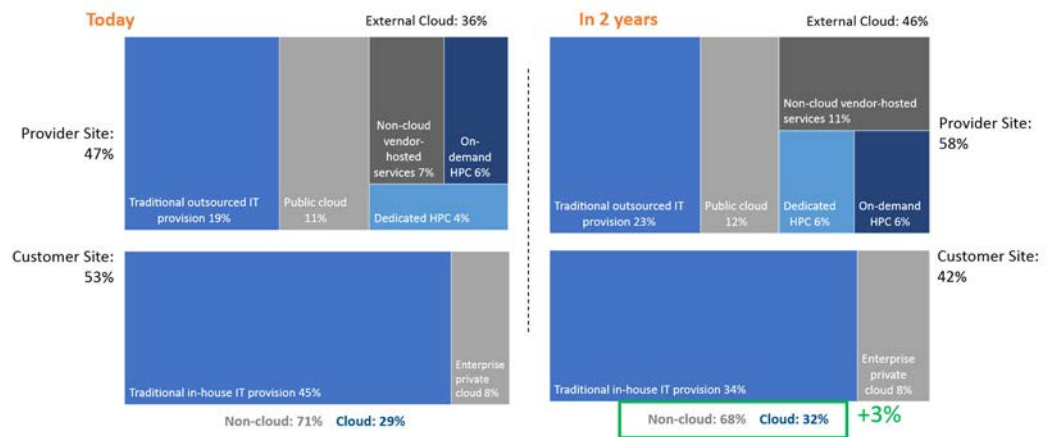 Today
External Cloud: 36%
Provider Site:
47%
Traditional outsourced IT
provision 19%
Public cloud
11%
Non-cloud
vendor-
hosted
services 7%
On-
demand
HPC 6%
Dedicated HPC 4%
Customer Site:
53%
Traditional in-house IT provision 45%
Enterprise
private
cloud 8%
Non-cloud: 71% Cloud: 29%
In 2 years
External Cloud: 46%
Provider Site:
58%
Traditional outsourced IT
provision 23%
Public cloud
12%
Non-cloud vendor-hosted
services 11%
Dedicated
HPC 6%
On-demand
HPC 6%
Customer Site:
42%
Traditional in-house IT provision 34%
Enterprise
private
cloud 8%
Non-cloud: 68% Cloud: 32%
+3%